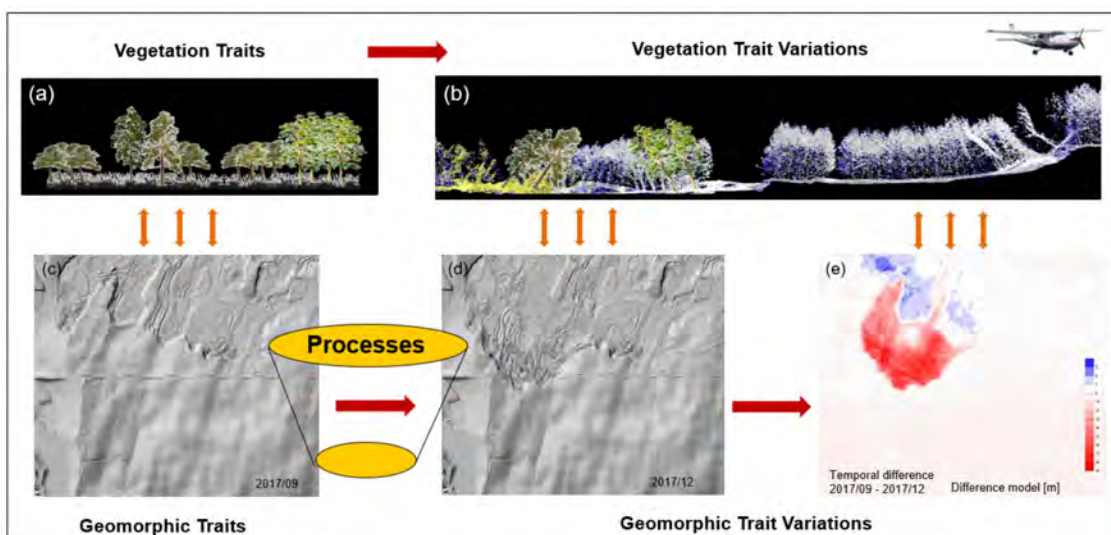 Vegetation Traits
Vegetation Trait Variations
(a)
(b)
(c)
(d)
(e)
Processes
2017/09
2017/12
Temporal difference
2017/09 - 2017/12
Difference model [m]
Geomorphic Traits
Geomorphic Trait Variations